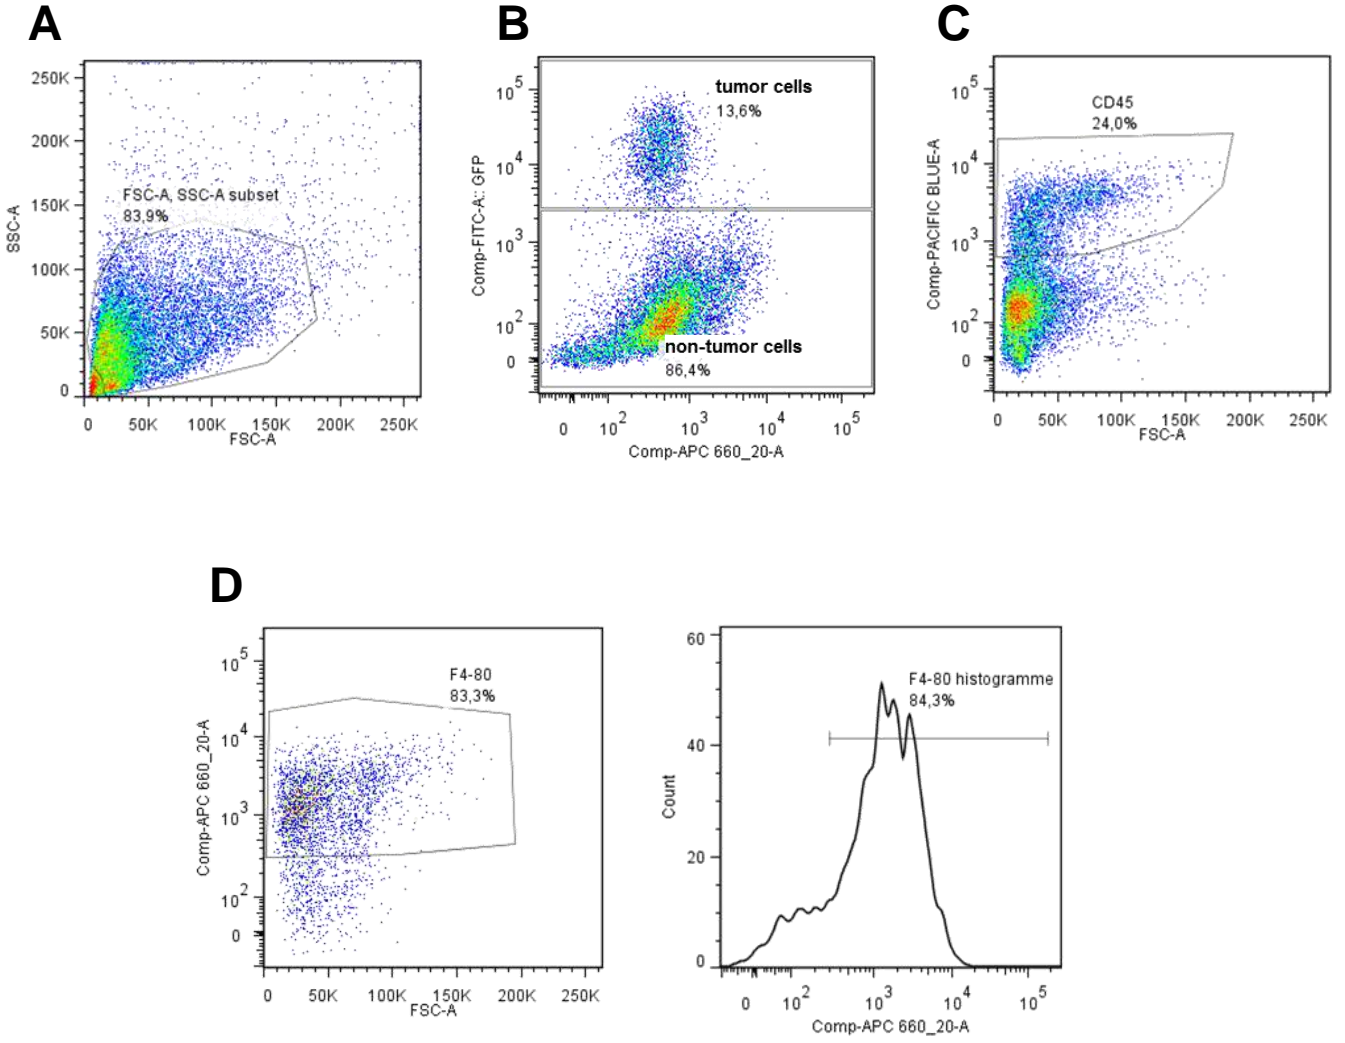 A
B
C
250K
200K
150K
100K
50K
0
SSC-A
FSC-A, SSC-A subset
83,9%
0 50K 100K 150K 200K 250K
FSC-A
10^5
10^4
10^3
10^2
0
Comp-FITC-A: GFP
tumor cells
13,6%
non-tumor cells
86,4%
0 10^2 10^3 10^4 10^5
Comp-APC 660_20-A
10^5
10^4
10^3
10^2
0
Comp-PACIFIC BLUE-A
CD45
24,0%
0 50K 100K 150K 200K 250K
FSC-A
D
10^5
10^4
10^3
10^2
0
Comp-APC 660_20-A
F4-80
83,3%
0 50K 100K 150K 200K 250K
FSC-A
60
40
20
0
Count
F4-80 histogramme
84,3%
0 10^2 10^3 10^4 10^5
Comp-APC 660_20-A